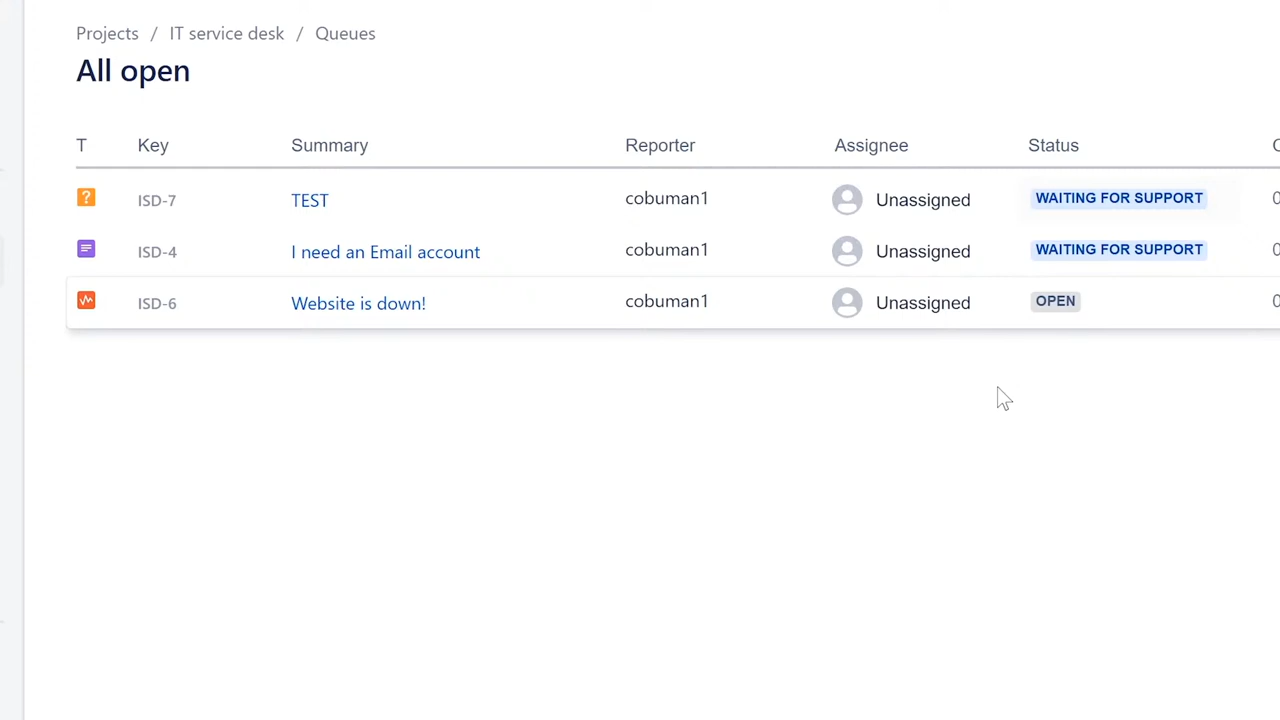 Projects / IT service desk / Queues
All open
T Key Summary Reporter Assignee Status
? ISD-7 TEST cobuman1 Unassigned WAITING FOR SUPPORT
ISD-4 I need an Email account cobuman1 Unassigned WAITING FOR SUPPORT
ISD-6 Website is down! cobuman1 Unassigned OPEN